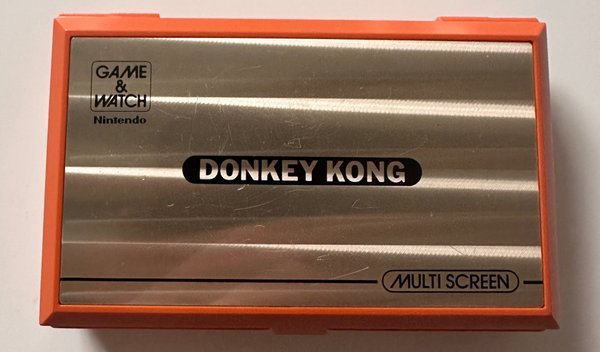 GAME
&
WATCH
Nintendo
DONKEY KONG
MULTI SCREEN